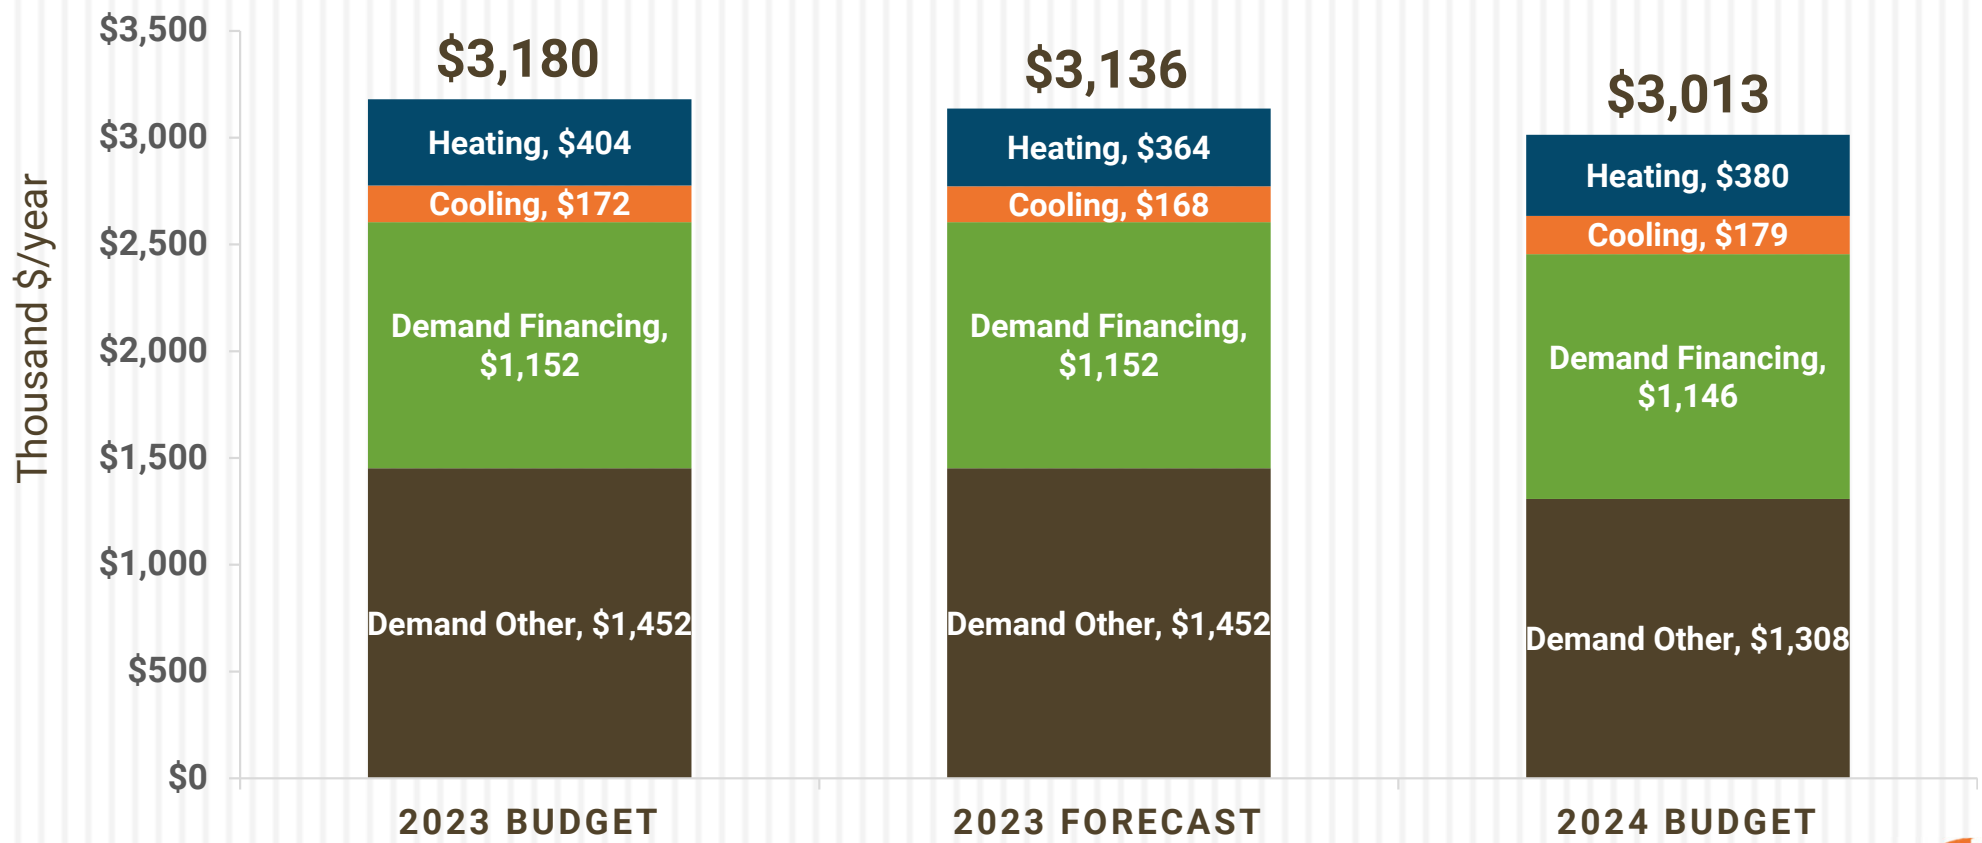 Thousand $/year
$3,500
$3,000
$2,500
$2,000
$1,500
$1,000
$500
$0
$3,180
Heating, $404
Cooling, $172
Demand Financing,
$1,152
Demand Other, $1,452
2023 BUDGET
$3,136
Heating, $364
Cooling, $168
Demand Financing,
$1,152
Demand Other, $1,452
2023 FORECAST
$3,013
Heating, $380
Cooling, $179
Demand Financing,
$1,146
Demand Other, $1,308
2024 BUDGET